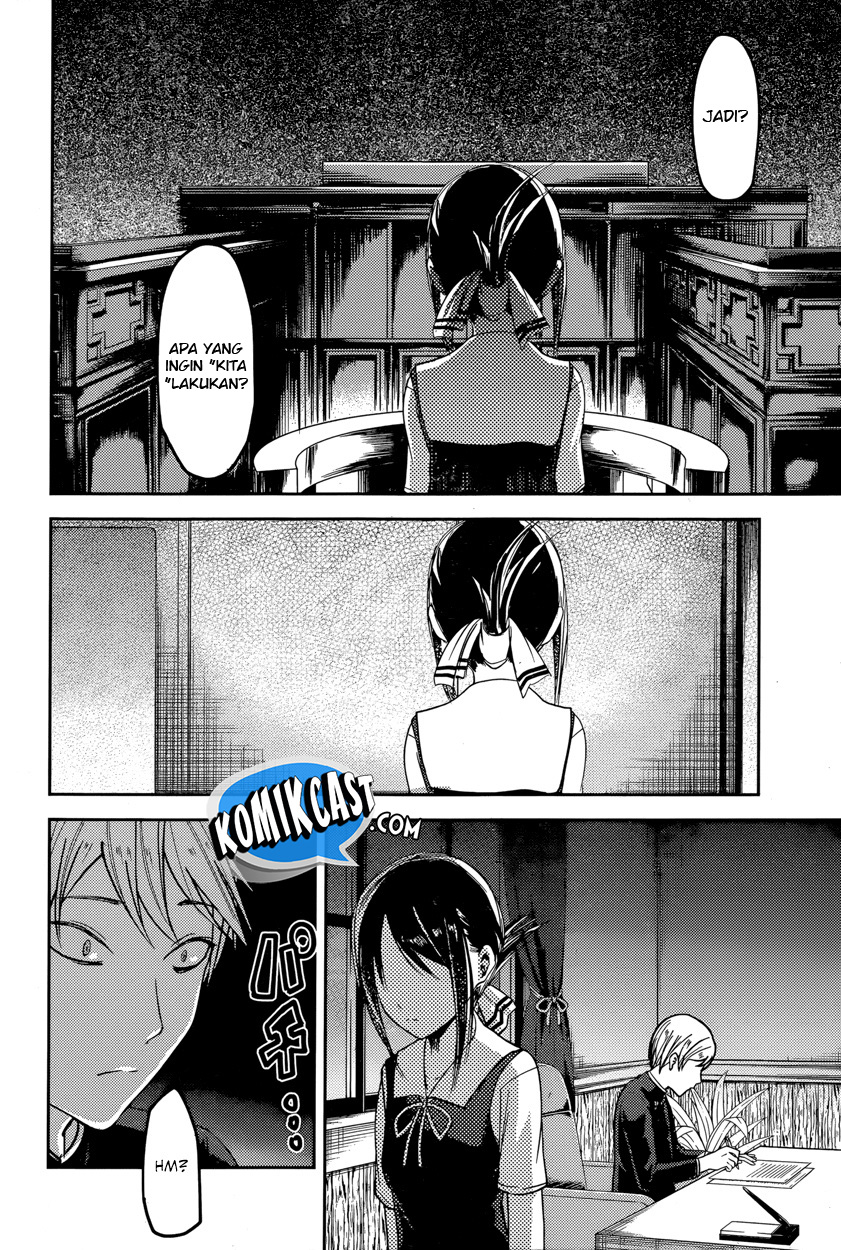 JADI?
APA YANG
INGIN "KITA
"LAKUKAN?
KOMIKCAST
.COM
パチ...
HM?